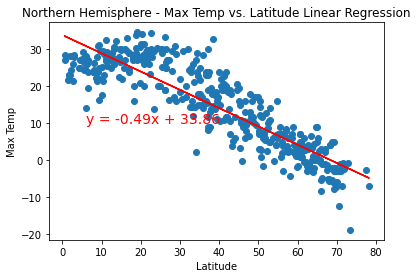 Northern Hemisphere - Max Temp vs. Latitude Linear Regression
30
20
10
0
−10
−20
Max Temp
y = -0.49x + 33.86
0 10 20 30 40 50 60 70 80
Latitude